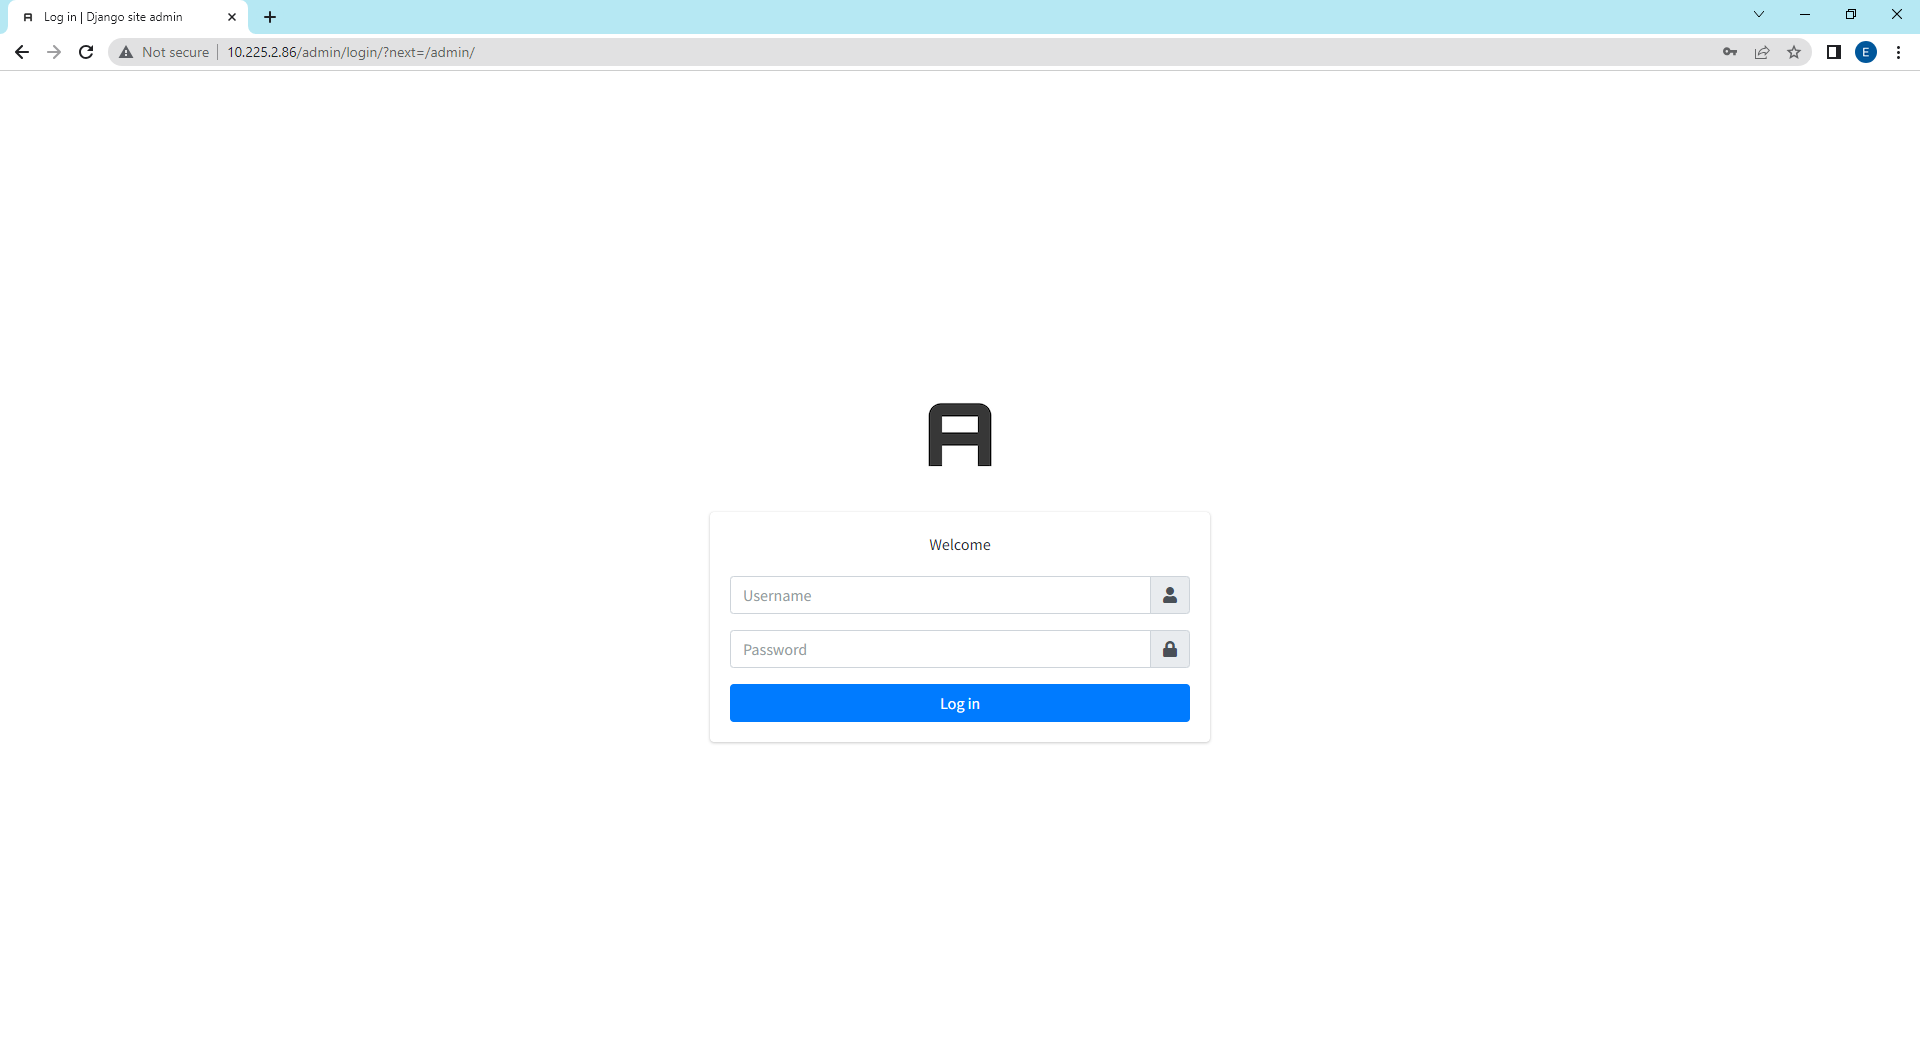 Log in | Django site admin
Not secure
10.225.2.86/admin/login/?next=/admin/
E
A
Welcome
Username
Password
Log in